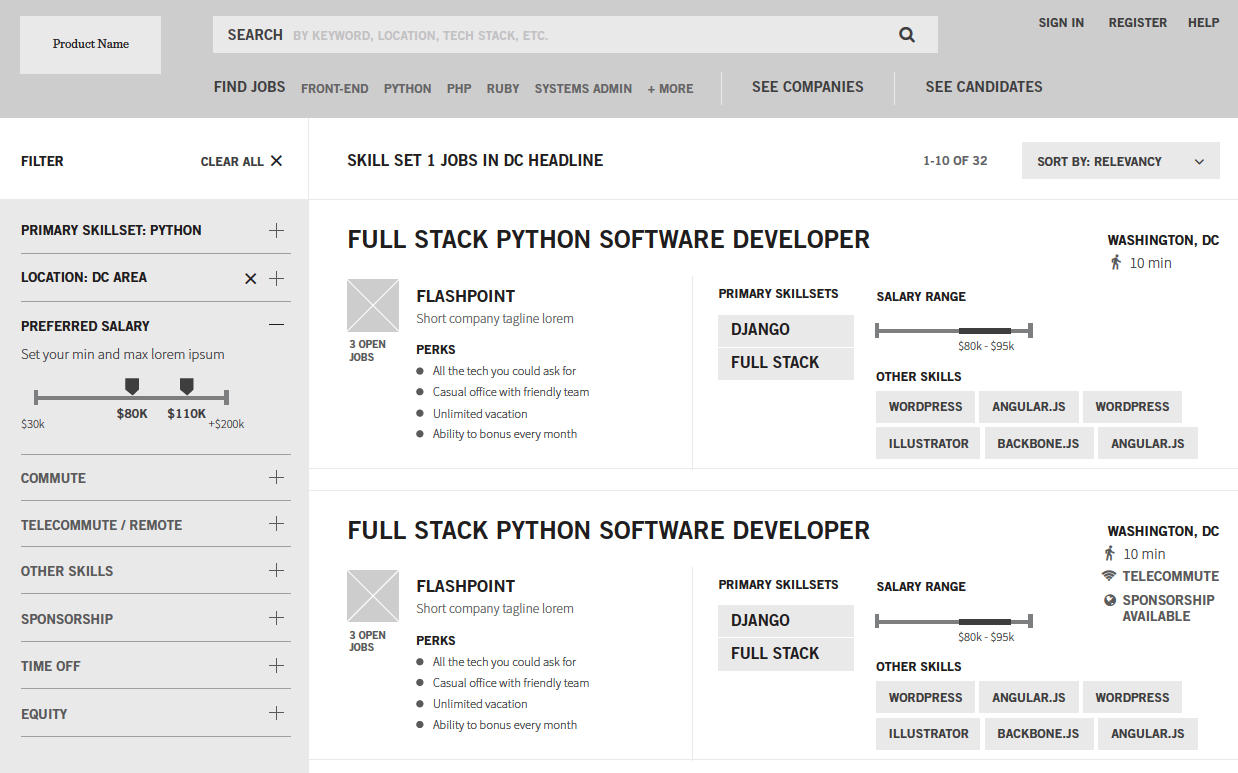 Product Name
SEARCH BY KEYWORD, LOCATION, TECH STACK, ETC.
SIGN IN REGISTER HELP
FIND JOBS FRONT-END PYTHON PHP RUBY SYSTEMS ADMIN + MORE SEE COMPANIES SEE CANDIDATES
FILTER CLEAR ALL
SKILL SET 1 JOBS IN DC HEADLINE
1-10 OF 32
SORT BY: RELEVANCY
PRIMARY SKILLSET: PYTHON
LOCATION: DC AREA
PREFERRED SALARY
Set your min and max lorem ipsum
$80K $110K
$30k +$200k
COMMUTE
TELECOMMUTE / REMOTE
OTHER SKILLS
SPONSORSHIP
TIME OFF
EQUITY
FULL STACK PYTHON SOFTWARE DEVELOPER
WASHINGTON, DC
10 min
3 OPEN
JOBS
FLASHPOINT
Short company tagline lorem
PERKS
All the tech you could ask for
Casual office with friendly team
Unlimited vacation
Ability to bonus every month
PRIMARY SKILLSETS
DJANGO
FULL STACK
SALARY RANGE
$80k - $95k
OTHER SKILLS
WORDPRESS ANGULAR.JS WORDPRESS
ILLUSTRATOR BACKBONE.JS ANGULAR.JS
FULL STACK PYTHON SOFTWARE DEVELOPER
WASHINGTON, DC
10 min
TELECOMMUTE
SPONSORSHIP
AVAILABLE
3 OPEN
JOBS
FLASHPOINT
Short company tagline lorem
PERKS
All the tech you could ask for
Casual office with friendly team
Unlimited vacation
Ability to bonus every month
PRIMARY SKILLSETS
DJANGO
FULL STACK
SALARY RANGE
$80k - $95k
OTHER SKILLS
WORDPRESS ANGULAR.JS WORDPRESS
ILLUSTRATOR BACKBONE.JS ANGULAR.JS